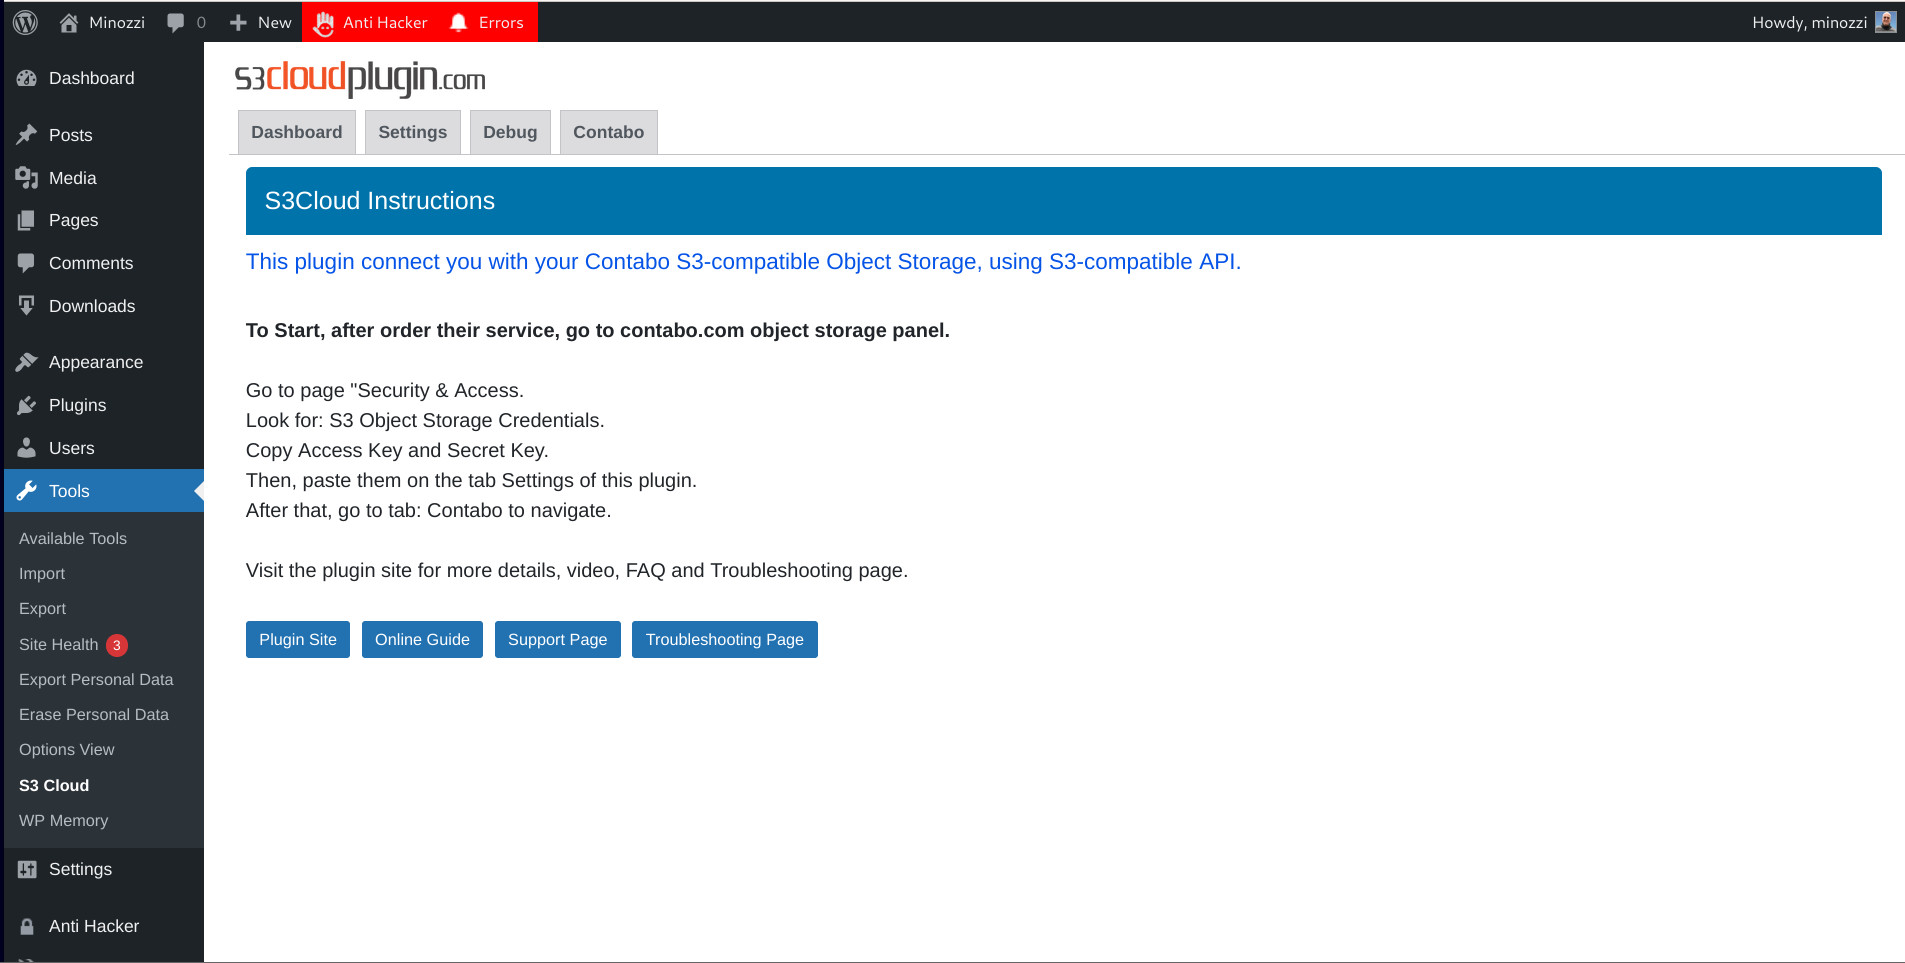 Minozzi 0 New Anti Hacker Errors Howdy, minozzi
Dashboard
Posts
Media
Pages
Comments
Downloads
Appearance
Plugins
Users
Tools
Available Tools
Import
Export
Site Health 3
Export Personal Data
Erase Personal Data
Options View
S3 Cloud
WP Memory
Settings
Anti Hacker
s3cloudplugin.com
Dashboard Settings Debug Contabo
S3Cloud Instructions
This plugin connect you with your Contabo S3-compatible Object Storage, using S3-compatible API.
To Start, after order their service, go to contabo.com object storage panel.
Go to page "Security & Access.
Look for: S3 Object Storage Credentials.
Copy Access Key and Secret Key.
Then, paste them on the tab Settings of this plugin.
After that, go to tab: Contabo to navigate.
Visit the plugin site for more details, video, FAQ and Troubleshooting page.
Plugin Site Online Guide Support Page Troubleshooting Page